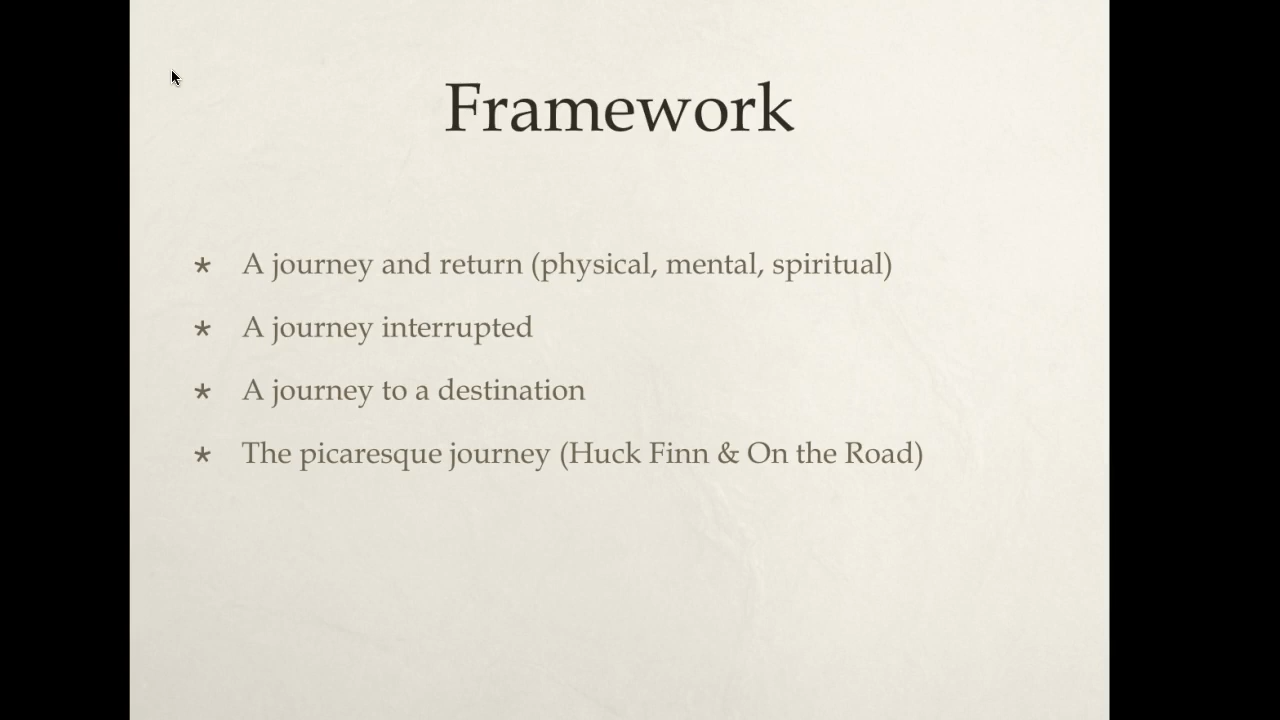 Framework
* A journey and return (physical, mental, spiritual)
* A journey interrupted
* A journey to a destination
* The picaresque journey (Huck Finn & On the Road)